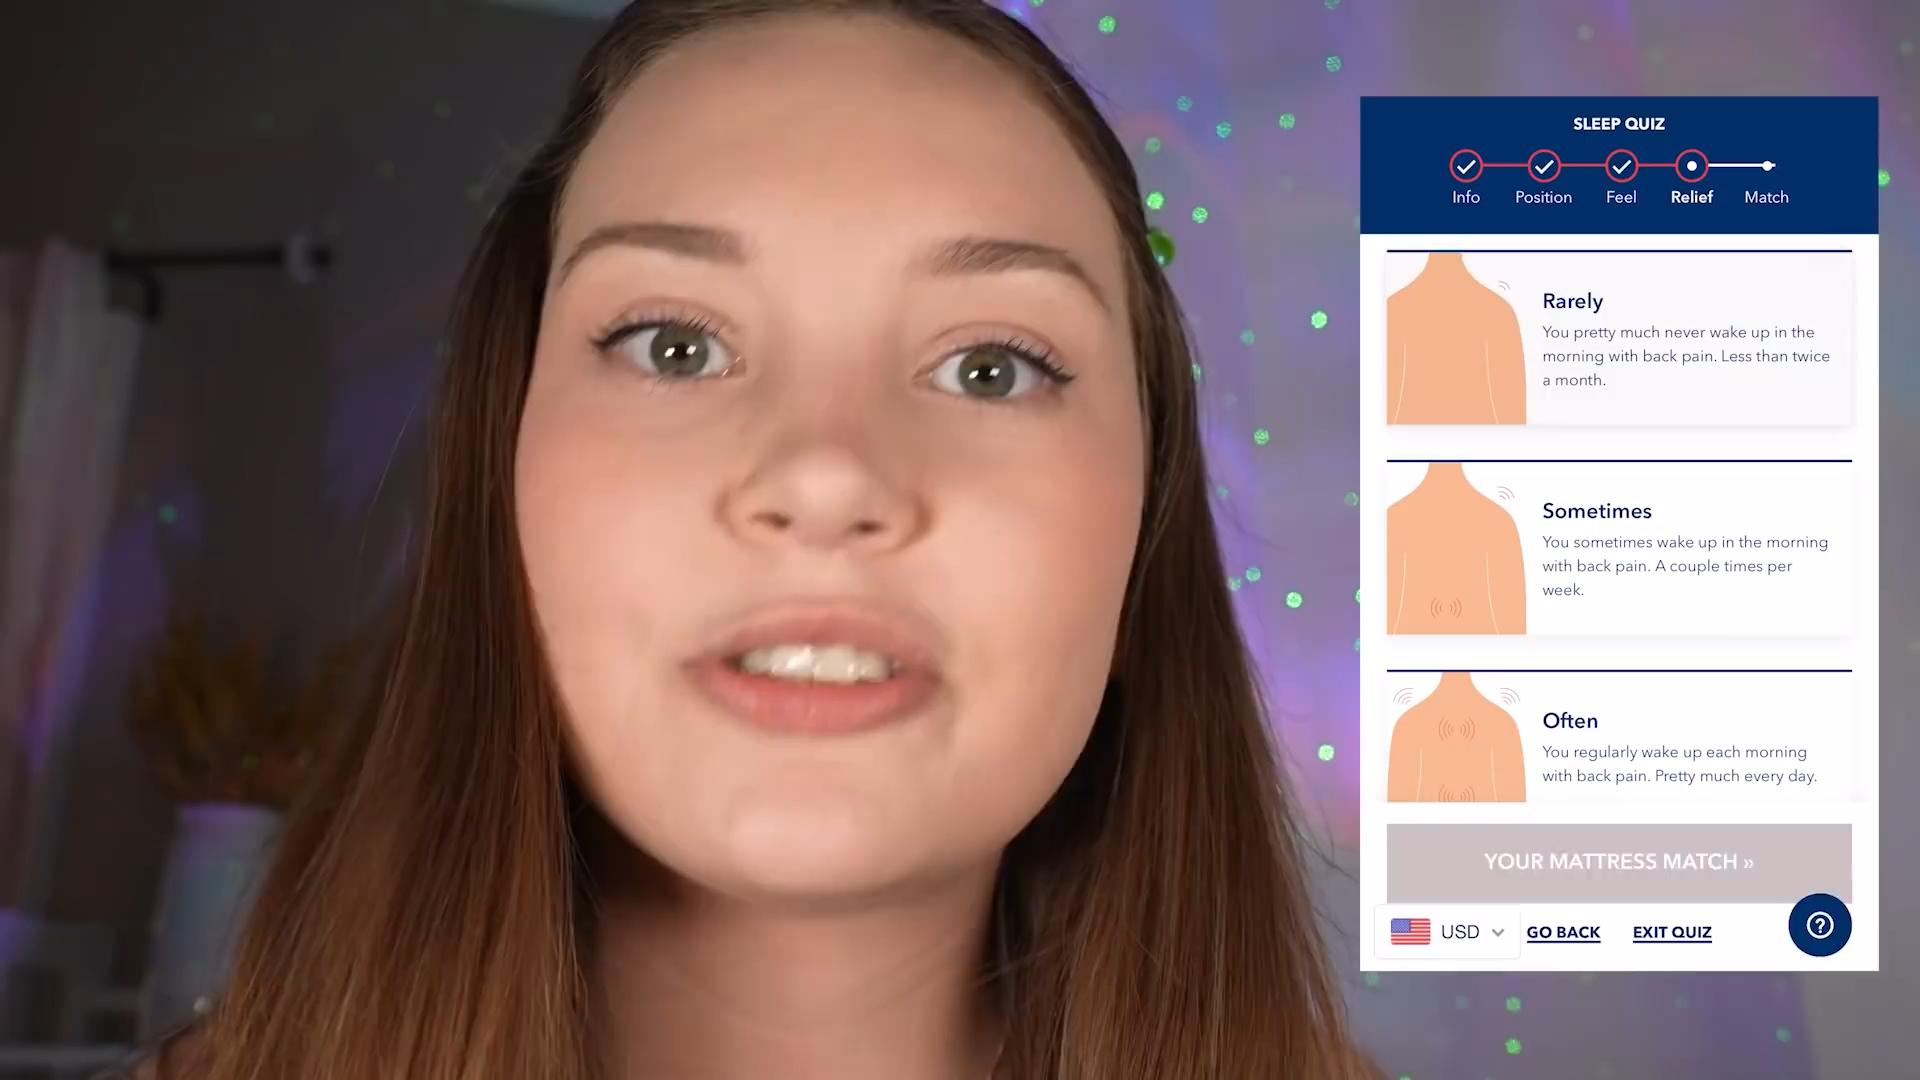 SLEEP QUIZ
Info Position Feel Relief Match
Rarely
You pretty much never wake up in the
morning with back pain. Less than twice
a month.
Sometimes
You sometimes wake up in the morning
with back pain. A couple times per
week.
Often
You regularly wake up each morning
with back pain. Pretty much every day.
YOUR MATTRESS MATCH »
USD GO BACK EXIT QUIZ ?